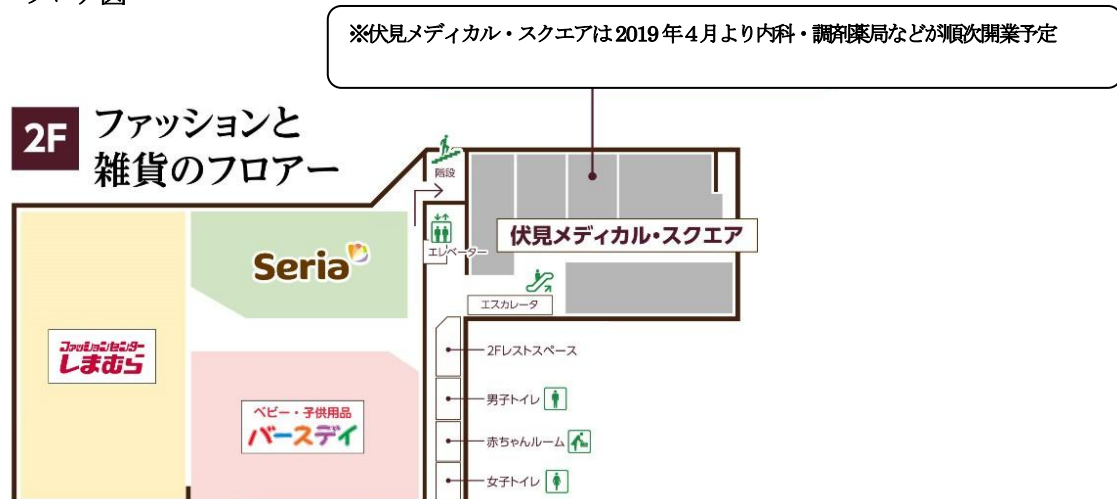 ※伏見メディカル・スクエアは2019年4月より内科・調剤薬局などが順次開業予定
2F
ファッションと
雑貨のフロアー
階段
エレベーター
伏見メディカル・スクエア
エスカレータ
Seria
ファッションセンター
しまむら
ベビー・子供用品
バースデイ
2Fレストスペース
男子トイレ
赤ちゃんルーム
女子トイレ